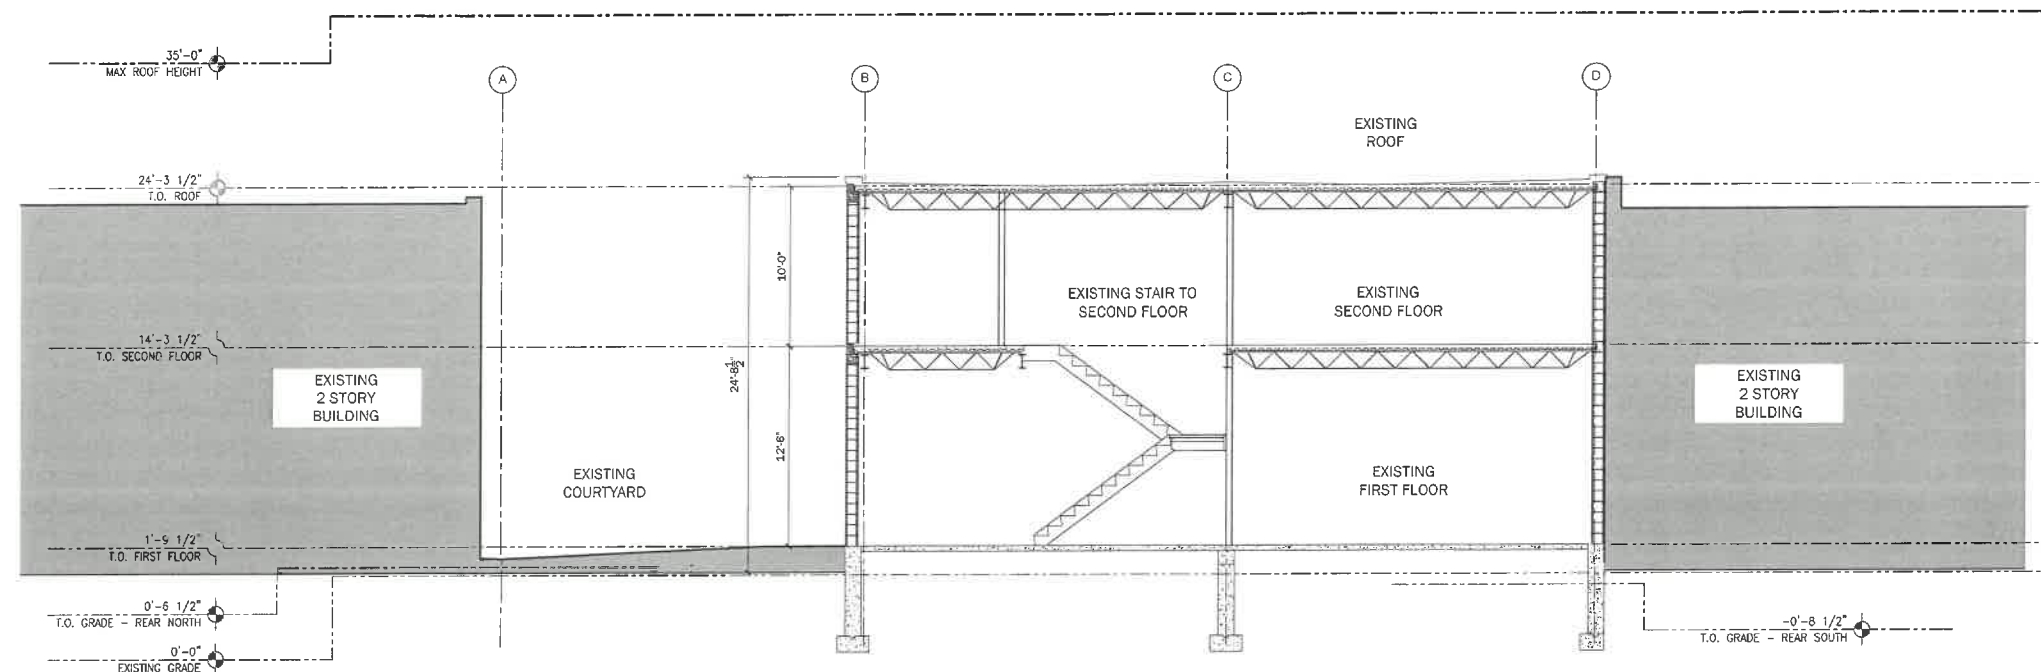 35'-0"
MAX ROOF HEIGHT
A
B
C
D
EXISTING
ROOF
24'-3 1/2"
T.O. ROOF
10'-0"
EXISTING STAIR TO
SECOND FLOOR
EXISTING
SECOND FLOOR
14'-3 1/2"
T.O. SECOND FLOOR
24'-8 1/2"
EXISTING
2 STORY
BUILDING
EXISTING
2 STORY
BUILDING
12'-6"
EXISTING
COURTYARD
EXISTING
FIRST FLOOR
1'-9 1/2"
T.O. FIRST FLOOR
0'-6 1/2"
T.O. GRADE - REAR NORTH
-0'-8 1/2"
T.O. GRADE - REAR SOUTH
0'-0"
EXISTING GRADE